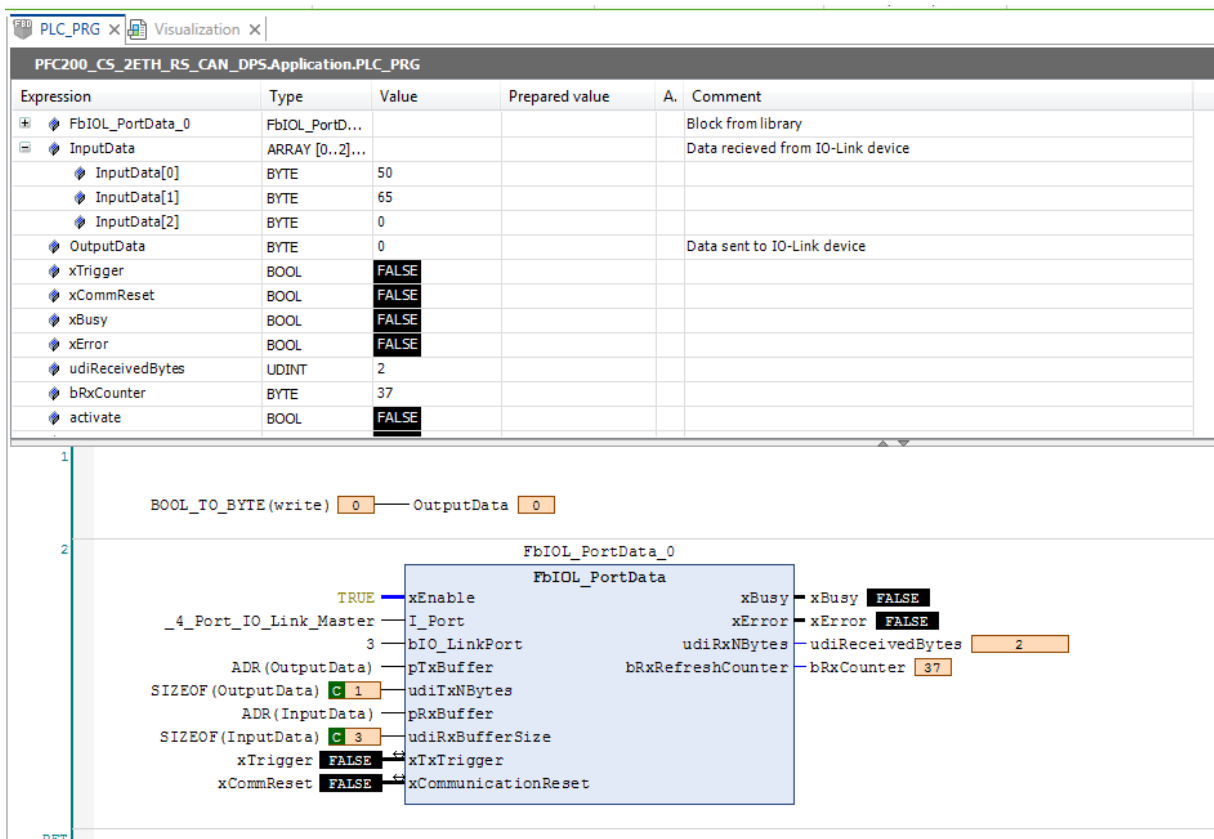 PLC_PRG Visualization
PFC200_CS_2ETH_RS_CAN_DPS.Application.PLC_PRG
Expression Type Value Prepared value A. Comment
FbIOL_PortData_0 FbIOL_PortD... Block from library
InputData ARRAY [0..2]... Data recieved from IO-Link device
InputData[0] BYTE 50
InputData[1] BYTE 65
InputData[2] BYTE 0
OutputData BYTE 0 Data sent to IO-Link device
xTrigger BOOL FALSE
xCommReset BOOL FALSE
xBusy BOOL FALSE
xError BOOL FALSE
udiReceivedBytes UDINT 2
bRxCounter BYTE 37
activate BOOL FALSE
1
BOOL_TO_BYTE(write) 0 OutputData 0
2
FbIOL_PortData_0
FbIOL_PortData
TRUE xEnable xBusy xBusy FALSE
_4_Port_IO_Link_Master I_Port xError xError FALSE
3 bIO_LinkPort udiRxNBytes udiReceivedBytes 2
ADR(OutputData) pTxBuffer bRxRefreshCounter bRxCounter 37
SIZEOF(OutputData) C 1 udiTxNBytes
ADR(InputData) pRxBuffer
SIZEOF(InputData) C 3 udiRxBufferSize
xTrigger FALSE xTxTrigger
xCommReset FALSE xCommunicationReset